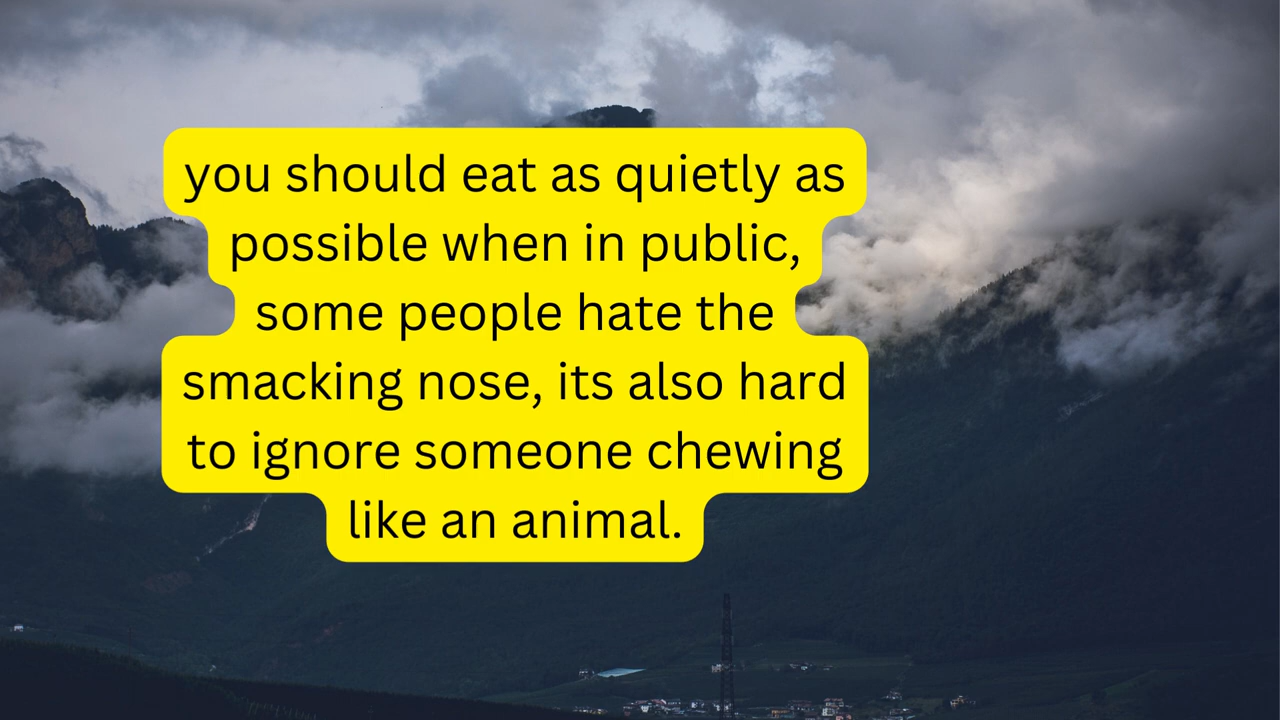 you should eat as quietly as
possible when in public,
some people hate the
smacking nose, its also hard
to ignore someone chewing
like an animal.